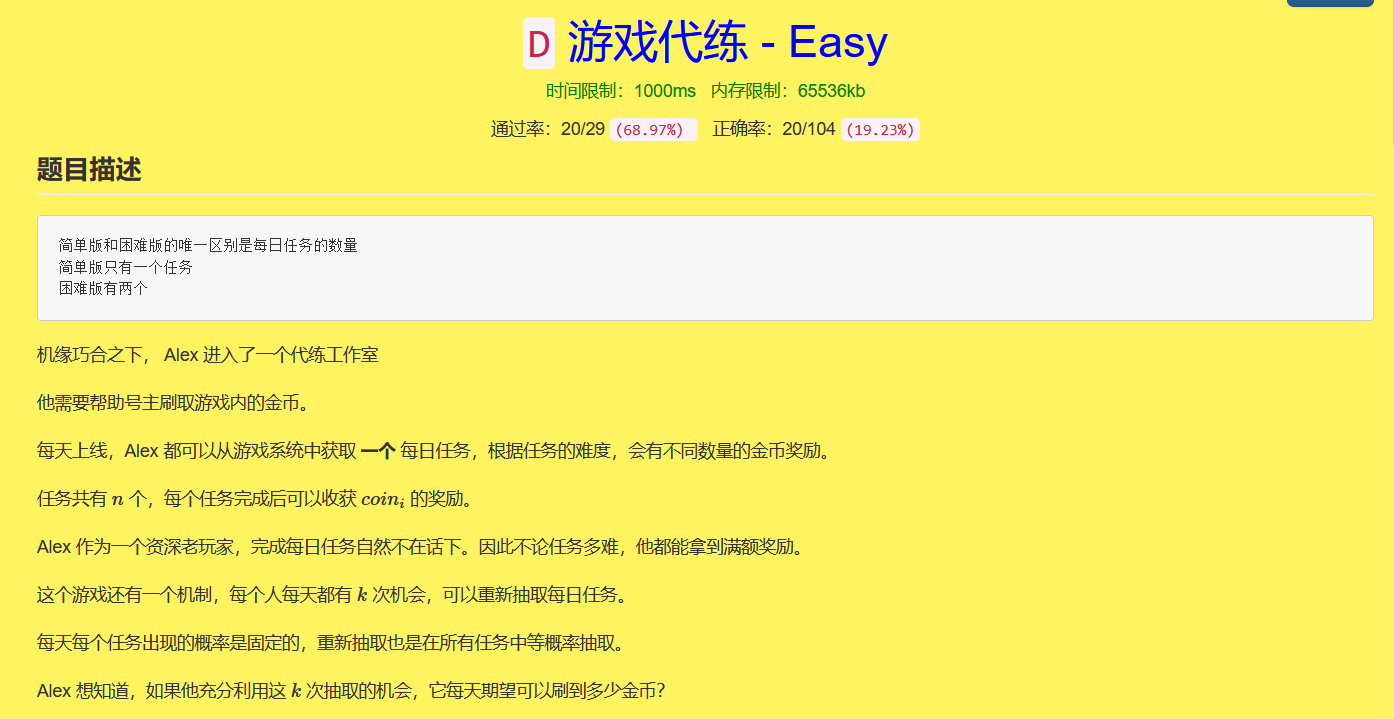 D 游戏代练 - Easy
时间限制：1000ms 内存限制：65536kb
通过率：20/29 (68.97%) 正确率：20/104 (19.23%)
题目描述
简单版和困难版的唯一区别是每日任务的数量
简单版只有一个任务
困难版有两个
机缘巧合之下， Alex 进入了一个代练工作室
他需要帮助号主刷取游戏内的金币。
每天上线，Alex 都可以从游戏系统中获取 一个 每日任务，根据任务的难度，会有不同数量的金币奖励。
任务共有 n 个，每个任务完成后可以收获 coin_i 的奖励。
Alex 作为一个资深老玩家，完成每日任务自然不在话下。因此不论任务多难，他都能拿到满额奖励。
这个游戏还有一个机制，每个人每天都有 k 次机会，可以重新抽取每日任务。
每天每个任务出现的概率是固定的，重新抽取也是在所有任务中等概率抽取。
Alex 想知道，如果他充分利用这 k 次抽取的机会，它每天期望可以刷到多少金币？